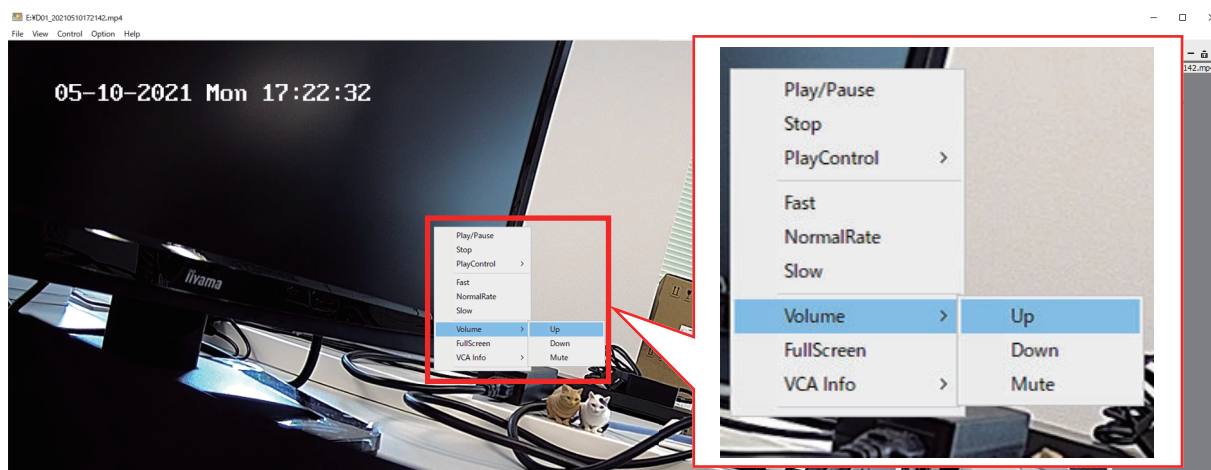 E:¥D01_20210510172142.mp4
File View Control Option Help
142.mp4
05-10-2021 Mon 17:22:32
iiyama
Play/Pause
Stop
PlayControl >
Fast
NormalRate
Slow
Volume > Up
FullScreen Down
VCA Info > Mute
Play/Pause
Stop
PlayControl >
Fast
NormalRate
Slow
Volume > Up
FullScreen Down
VCA Info > Mute